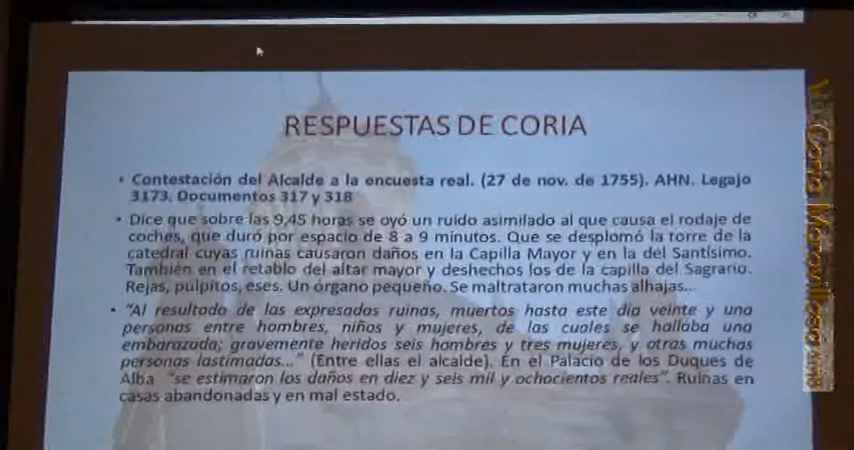 RESPUESTAS DE CORIA
• Contestación del Alcalde a la encuesta real. (27 de nov. de 1755). AHN. Legajo
3173. Documentos 317 y 318
• Dice que sobre las 9,45 horas se oyó un ruido asimilado al que causa el rodaje de
coches, que duró por espacio de 8 a 9 minutos. Que se desplomó la torre de la
catedral cuyas ruinas causaron daños en la Capilla Mayor y en la del Santísimo.
También en el retablo del altar mayor y deshechos los de la capilla del Sagrario.
Rejas, pulpitos, eses. Un órgano pequeño. Se maltrataron muchas alhajas...
• "Al resultado de las expresadas ruinas, muertos hasta este día veinte y una
personas entre hombres, niños y mujeres, de las cuales se hallaba una
embarazada; gravemente heridos seis hombres y tres mujeres, y otras muchas
personas lastimadas..." (Entre ellas el alcalde). En el Palacio de los Duques de
Alba "se estimaron los daños en diez y seis mil y ochocientos reales". Ruinas en
casas abandonadas y en mal estado.
Coria Maravillosa